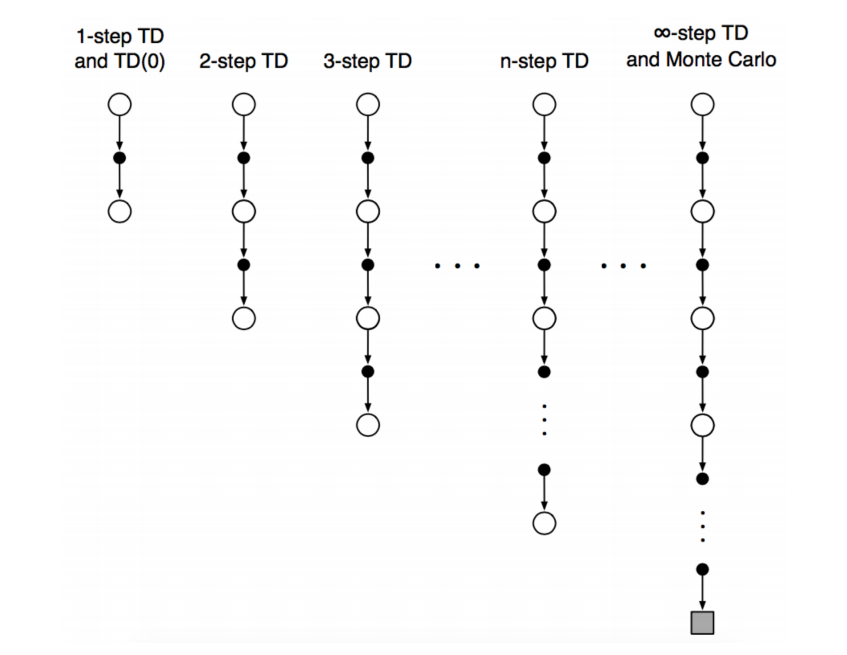 1-step TD
and TD(0)
2-step TD
3-step TD
n-step TD
∞-step TD
and Monte Carlo